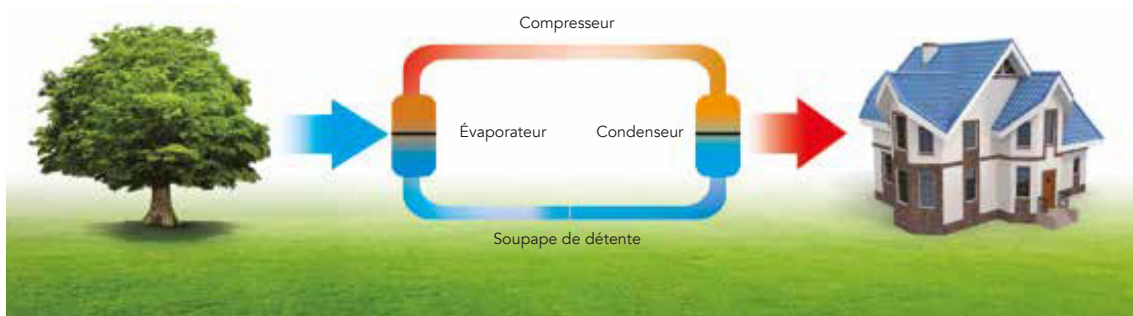 Compresseur
Évaporateur
Condenseur
Soupape de détente